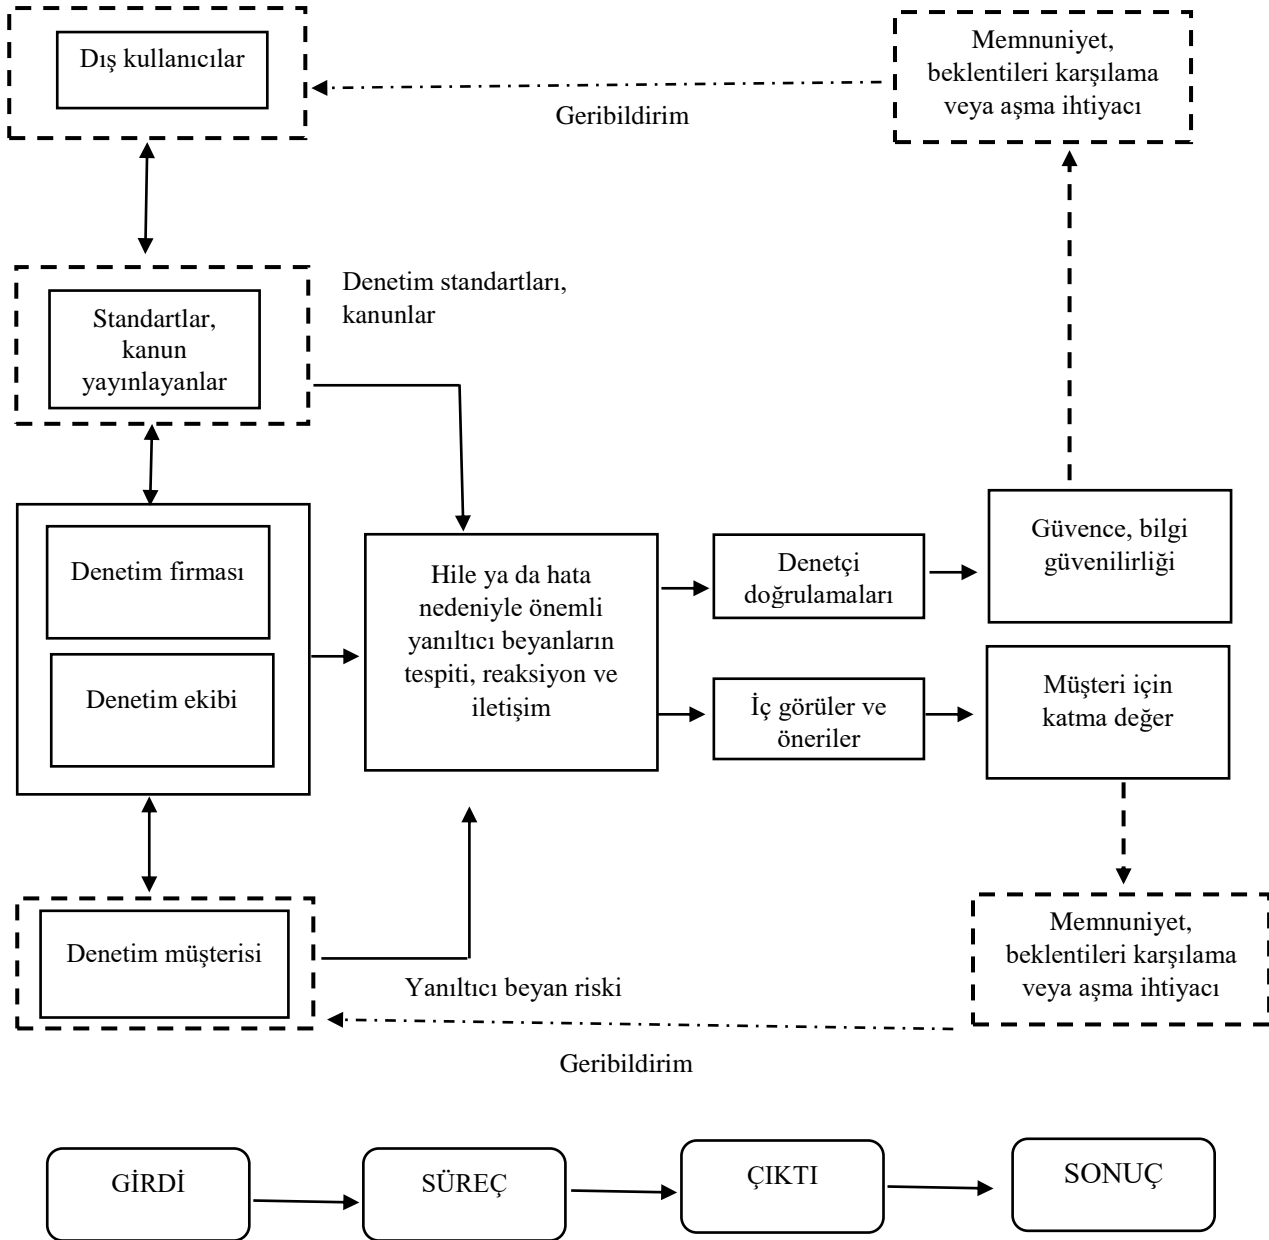 Dış kullanıcılar
Memnuniyet,
beklentileri karşılama
veya aşma ihtiyacı
Geribildirim
Denetim standartları,
kanunlar
Standartlar,
kanun
yayınlayanlar
Denetim firması
Denetim ekibi
Hile ya da hata
nedeniyle önemli
yanıltıcı beyanların
tespiti, reaksiyon ve
iletişim
Denetçi
doğrulamaları
Güvence, bilgi
güvenilirliği
İç görüler ve
öneriler
Müşteri için
katma değer
Denetim müşterisi
Yanıltıcı beyan riski
Memnuniyet,
beklentileri karşılama
veya aşma ihtiyacı
Geribildirim
GİRDİ
SÜREÇ
ÇIKTI
SONUÇ